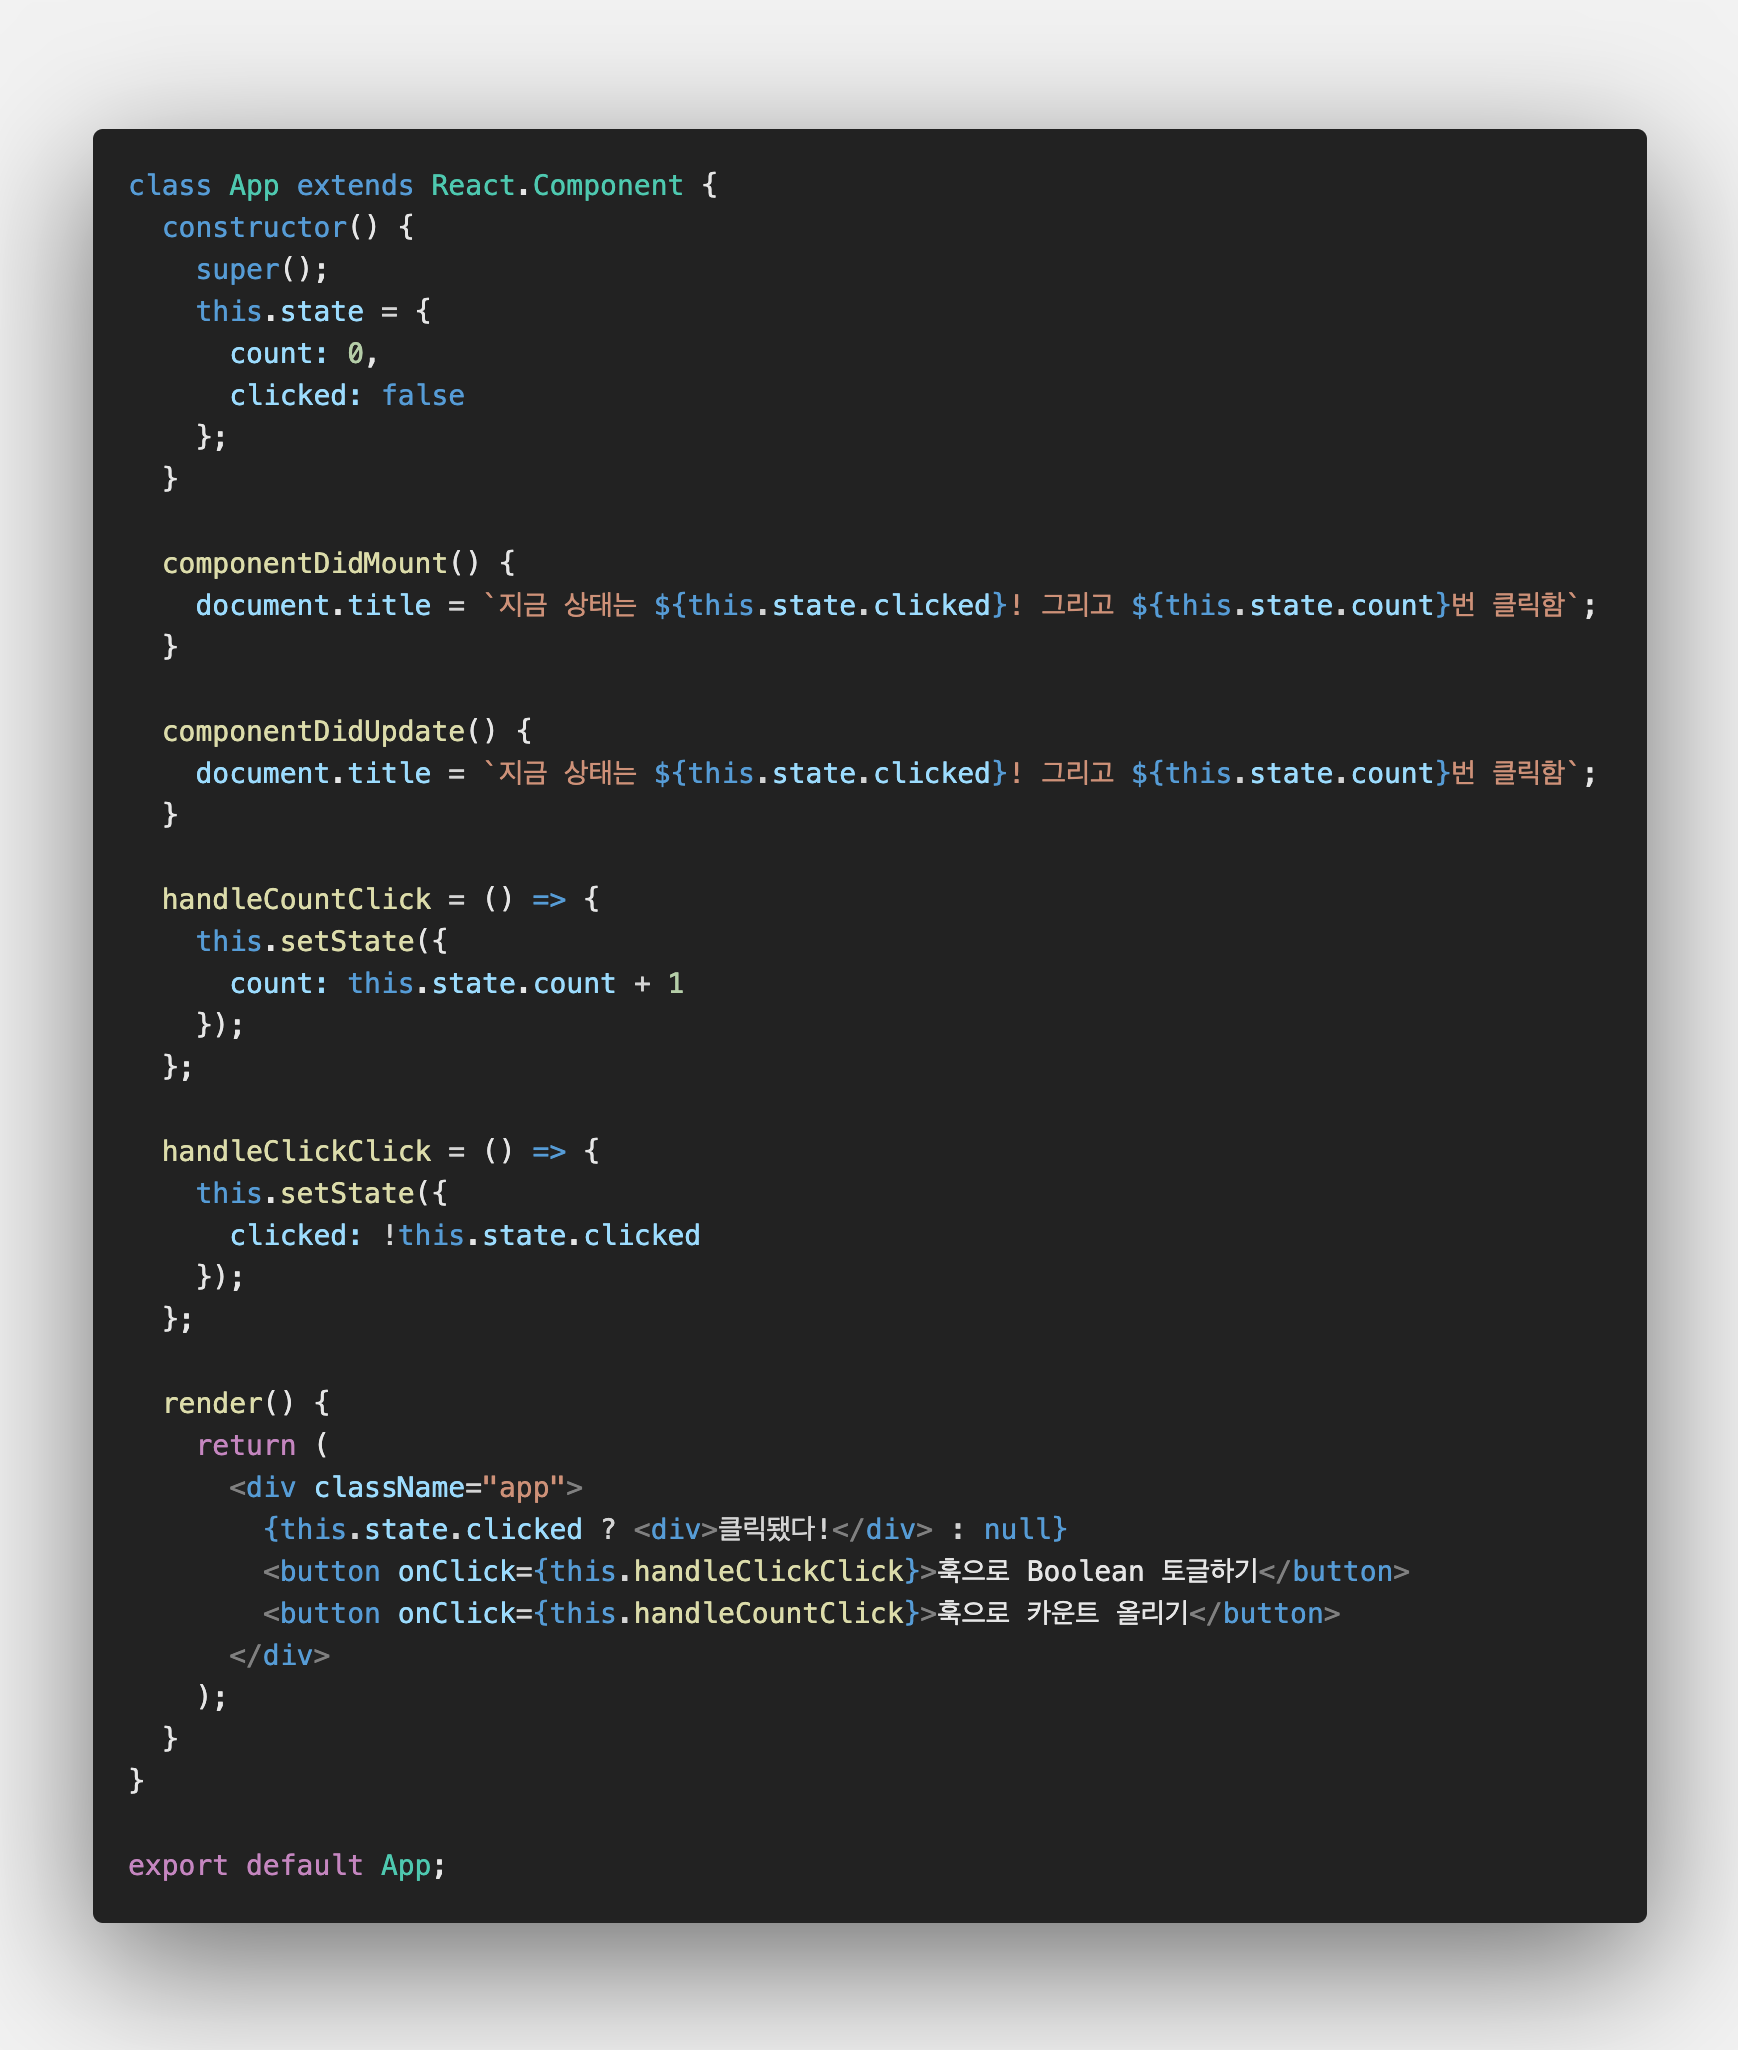 class App extends React.Component {
  constructor() {
    super();
    this.state = {
      count: 0,
      clicked: false
    };
  }

  componentDidMount() {
    document.title = `지금 상태는 ${this.state.clicked}! 그리고 ${this.state.count}번 클릭함`;
  }

  componentDidUpdate() {
    document.title = `지금 상태는 ${this.state.clicked}! 그리고 ${this.state.count}번 클릭함`;
  }

  handleCountClick = () => {
    this.setState({
      count: this.state.count + 1
    });
  };

  handleClickClick = () => {
    this.setState({
      clicked: !this.state.clicked
    });
  };

  render() {
    return (
      <div className="app">
        {this.state.clicked ? <div>클릭됐다!</div> : null}
        <button onClick={this.handleClickClick}>훅으로 Boolean 토글하기</button>
        <button onClick={this.handleCountClick}>훅으로 카운트 올리기</button>
      </div>
    );
  }
}

export default App;